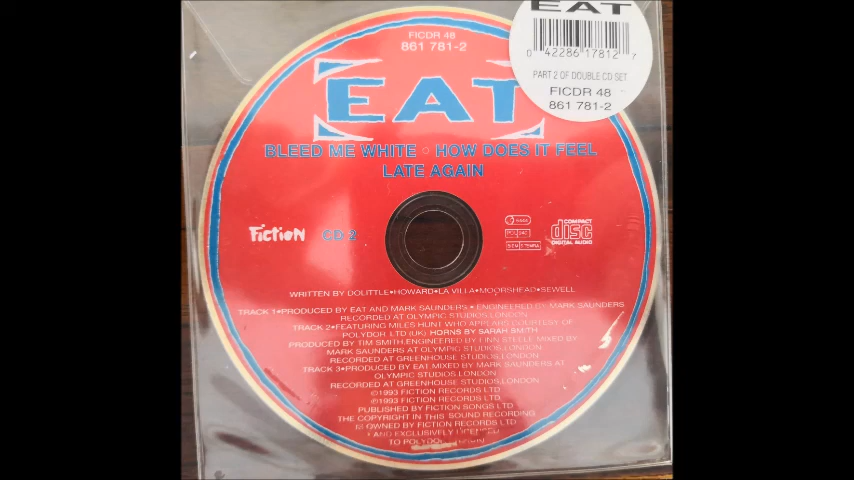 EAT
0 42286 17812 7
PART 2 OF DOUBLE CD SET
FICDR 48
861 781-2
FICDR 48
861 781-2
EAT
BLEED ME WHITE • HOW DOES IT FEEL
LATE AGAIN
Fiction CD 2
COMPACT
disc
DIGITAL AUDIO
WRITTEN BY DOLITTLE•HOWARD•LA VILLA•MOORSHEAD•SEWELL
TRACK 1•PRODUCED BY EAT AND MARK SAUNDERS • ENGINEERED BY MARK SAUNDERS
RECORDED AT OLYMPIC STUDIOS,LONDON
TRACK 2•FEATURING MILES HUNT WHO APPEARS COURTESY OF
POLYDOR LTD (UK) HORNS BY SARAH SMITH
PRODUCED BY TIM SMITH,ENGINEERED BY MIXED BY
MARK SAUNDERS AT OLYMPIC STUDIOS,LONDON
RECORDED AT GREENHOUSE STUDIOS,LONDON
TRACK 3•PRODUCED BY EAT MIXED BY MARK SAUNDERS AT
OLYMPIC STUDIOS,LONDON
RECORDED AT GREENHOUSE STUDIOS,LONDON
℗1993 FICTION RECORDS LTD
©1993 FICTION RECORDS LTD
PUBLISHED BY FICTION SONGS LTD
THE COPYRIGHT IN THIS SOUND RECORDING
IS OWNED BY FICTION RECORDS LTD
AND EXCLUSIVELY LICENSED
TO POLYDOR